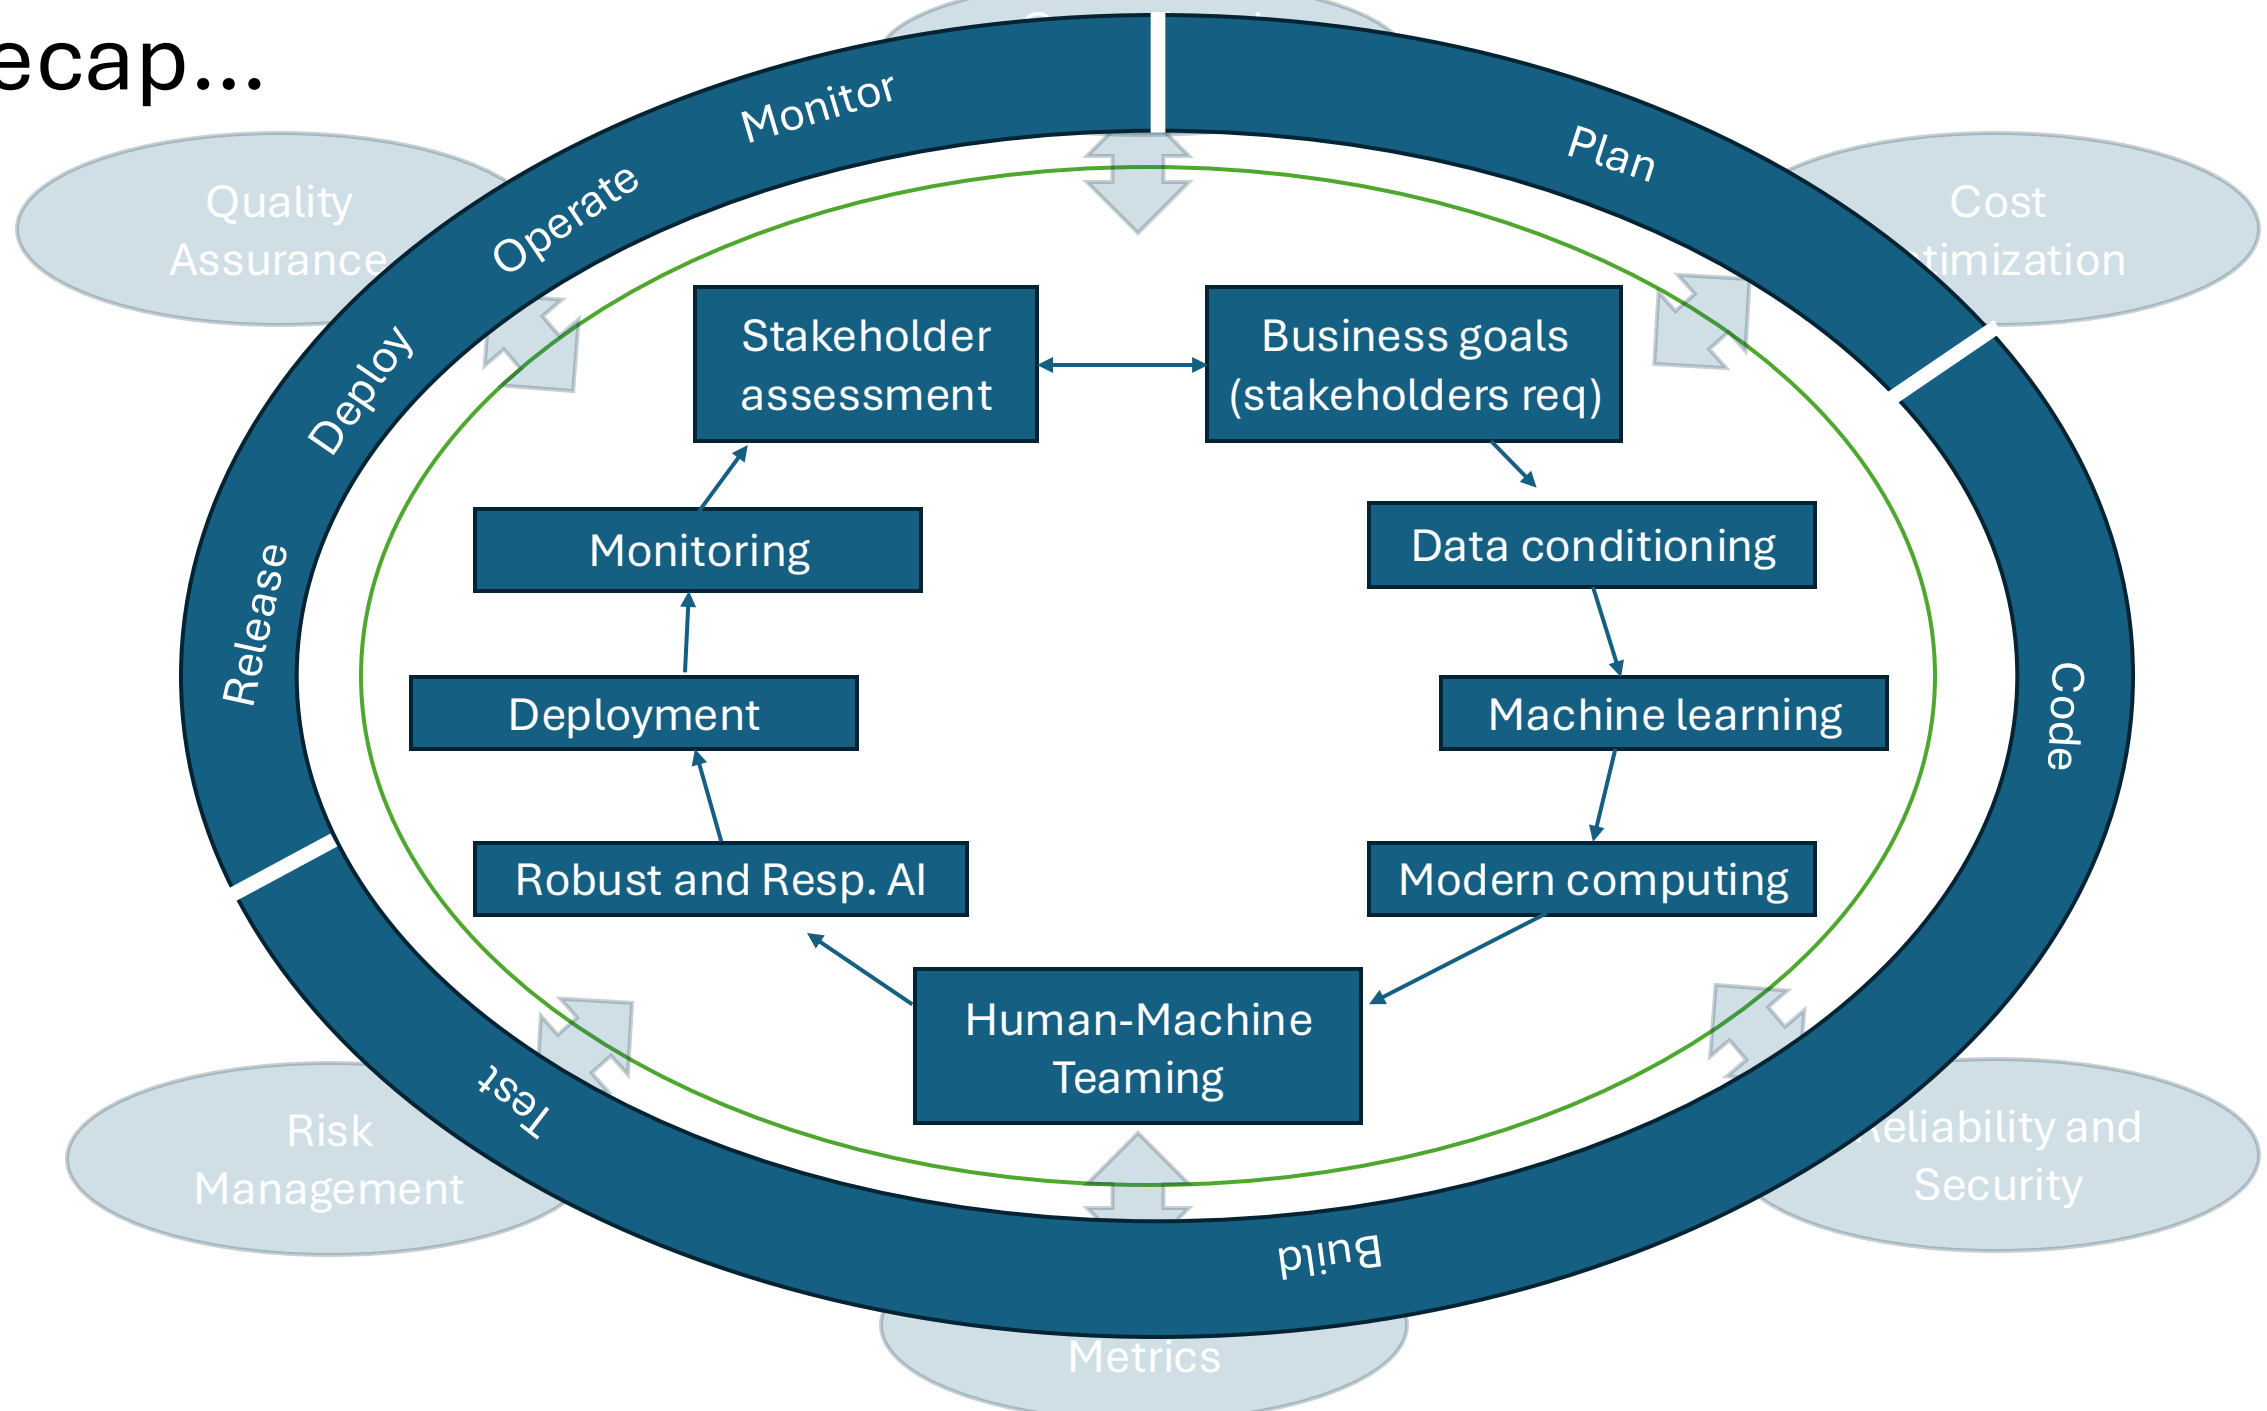 ecap...
Monitor
Plan
Operate
Deploy
Release
Code
Test
Build
Quality
Assurance
Cost
timization
Stakeholder
assessment
Business goals
(stakeholders req)
Monitoring
Data conditioning
Deployment
Machine learning
Robust and Resp. AI
Modern computing
Human-Machine
Teaming
Risk
Management
eliability and
Security
Metrics